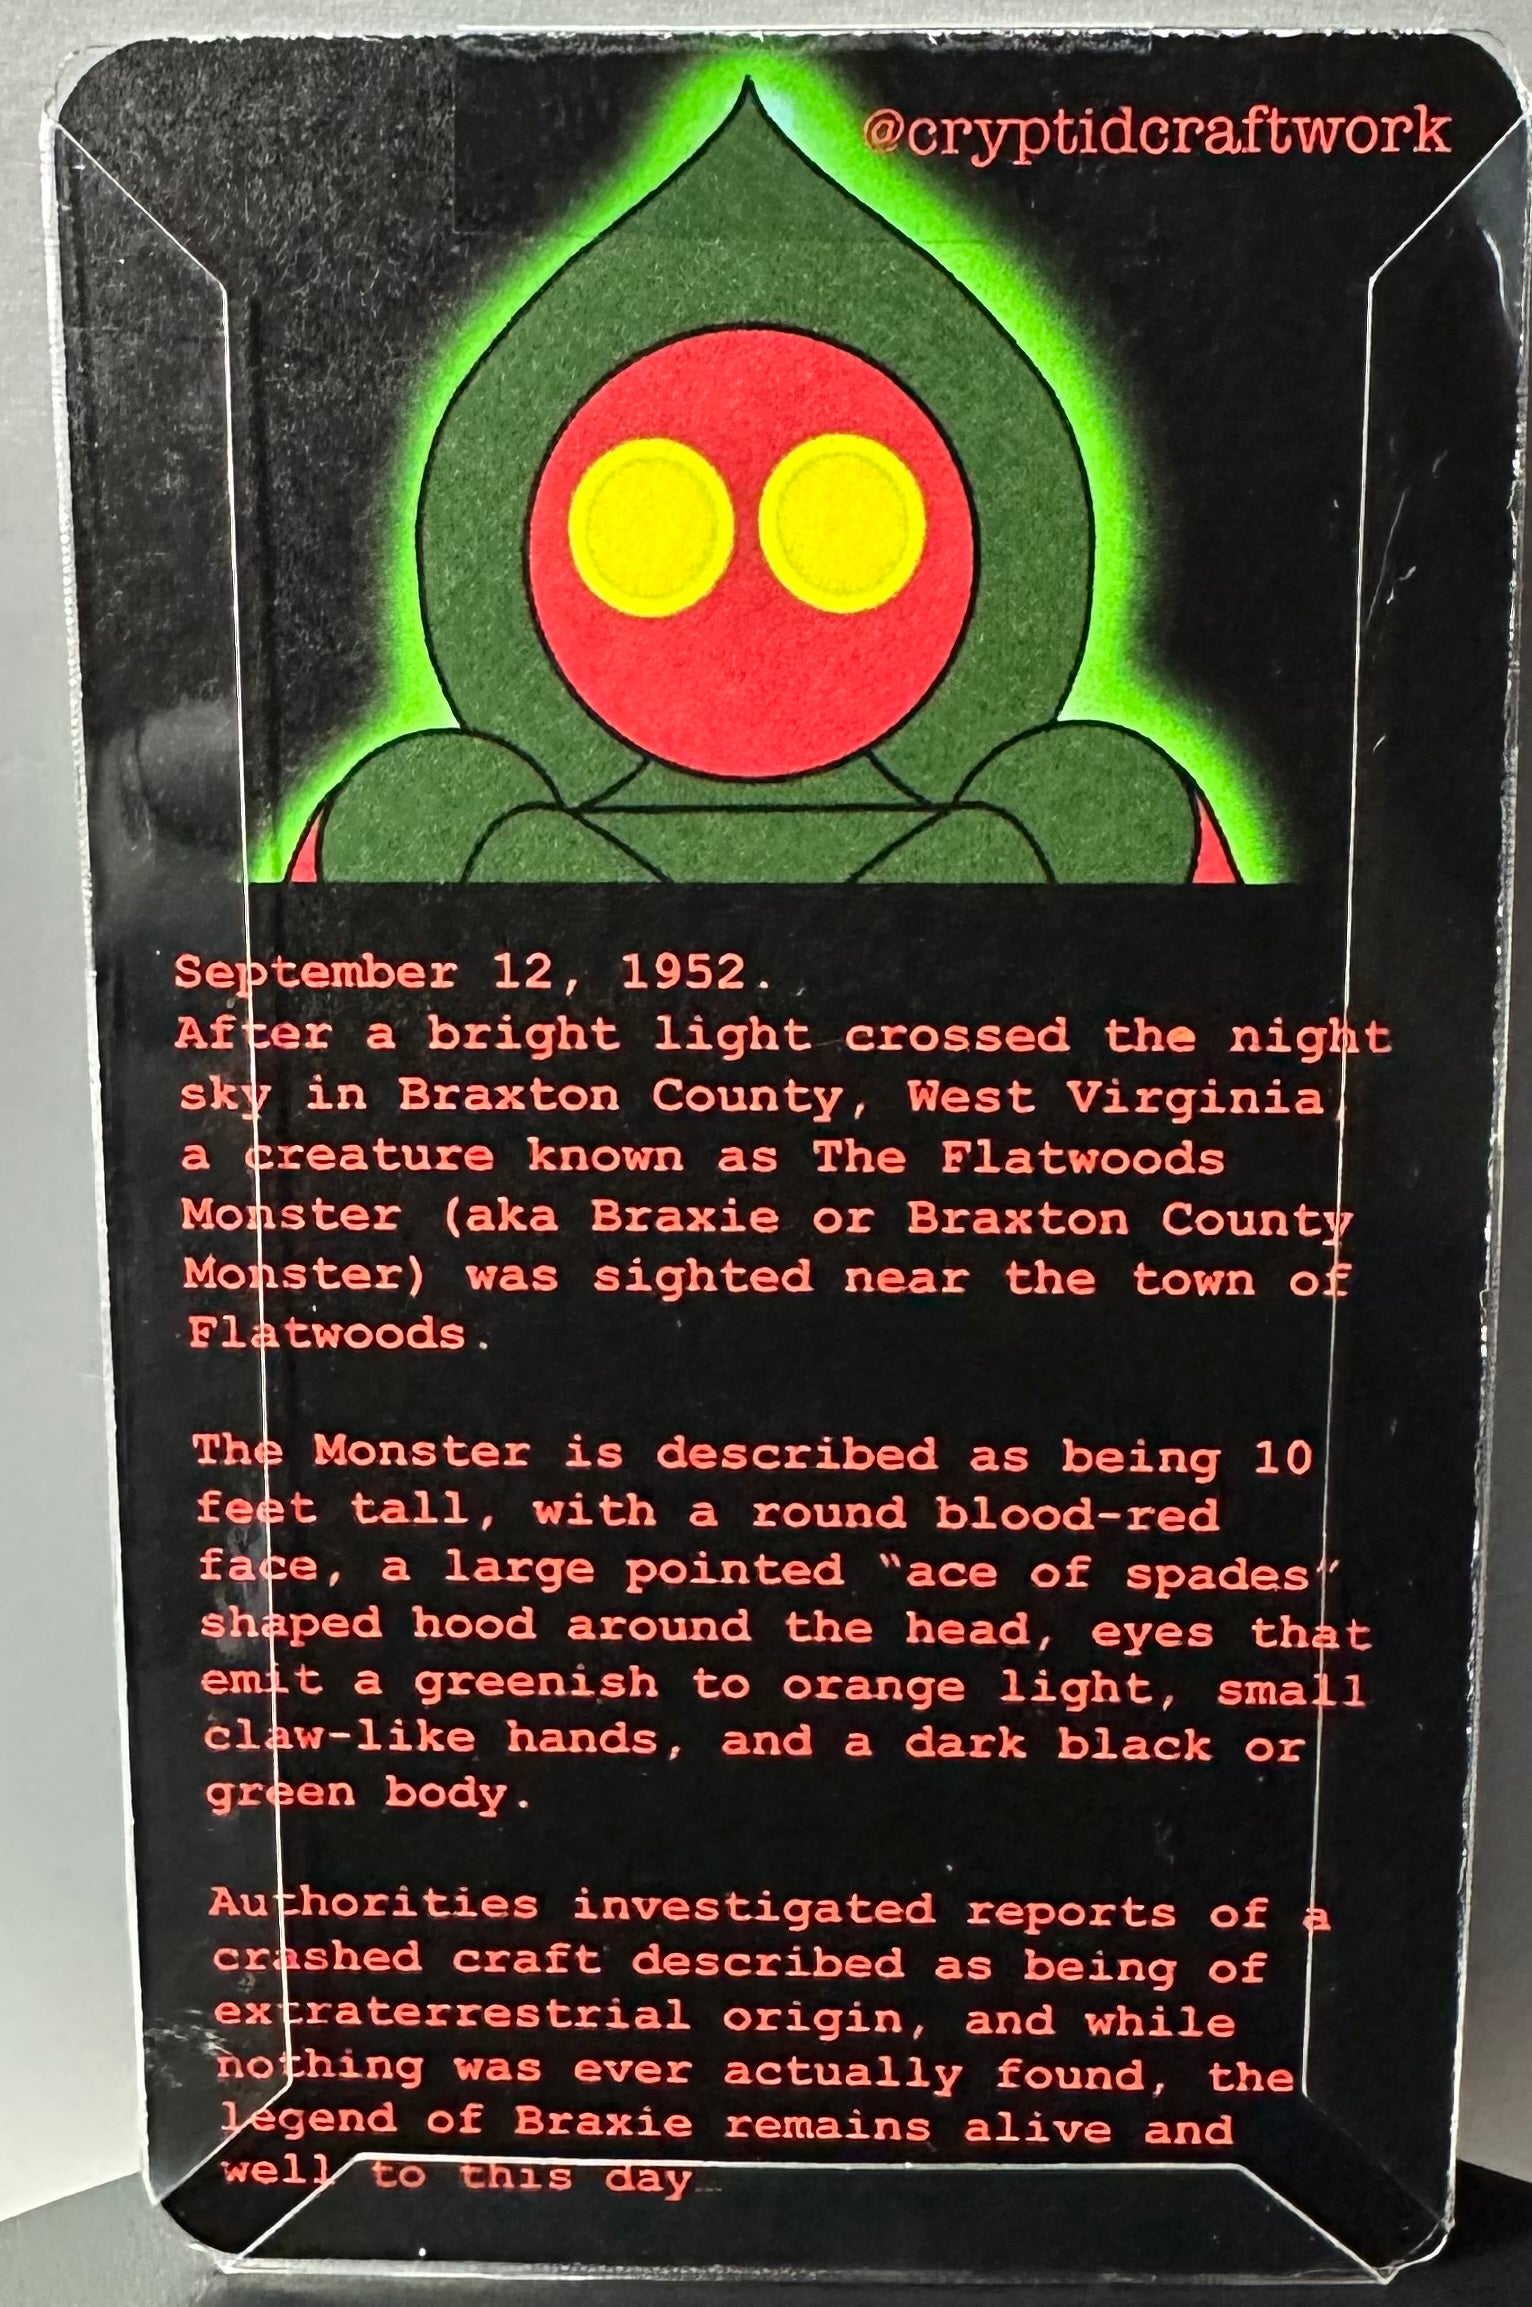 @cryptidcraftwork
September 12, 1952.
After a bright light crossed the night
sky in Braxton County, West Virginia,
a creature known as The Flatwoods
Monster (aka Braxie or Braxton County
Monster) was sighted near the town of
Flatwoods.
The Monster is described as being 10
feet tall, with a round blood-red
face, a large pointed “ace of spades”
shaped hood around the head, eyes that
emit a greenish to orange light, small
claw-like hands, and a dark black or
green body.
Authorities investigated reports of a
crashed craft described as being of
extraterrestrial origin, and while
nothing was ever actually found, the
legend of Braxie remains alive and
well to this day…